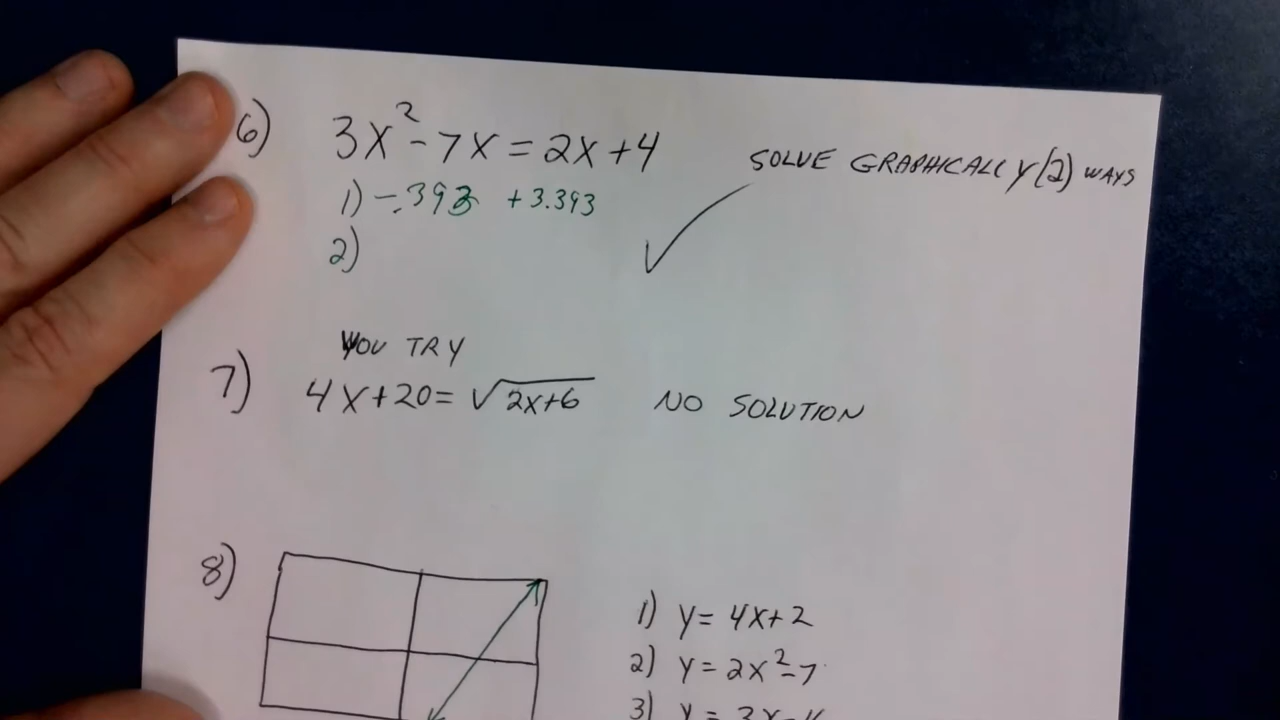 6) 3x²-7x=2x+4 SOLVE GRAPHICALLY (2) WAYS
1) -.393 +3.393
2)
YOU TRY
7) 4x+20=√2x+6 NO SOLUTION
8)
1) y=4x+2
2) y=2x²-7
3) y=